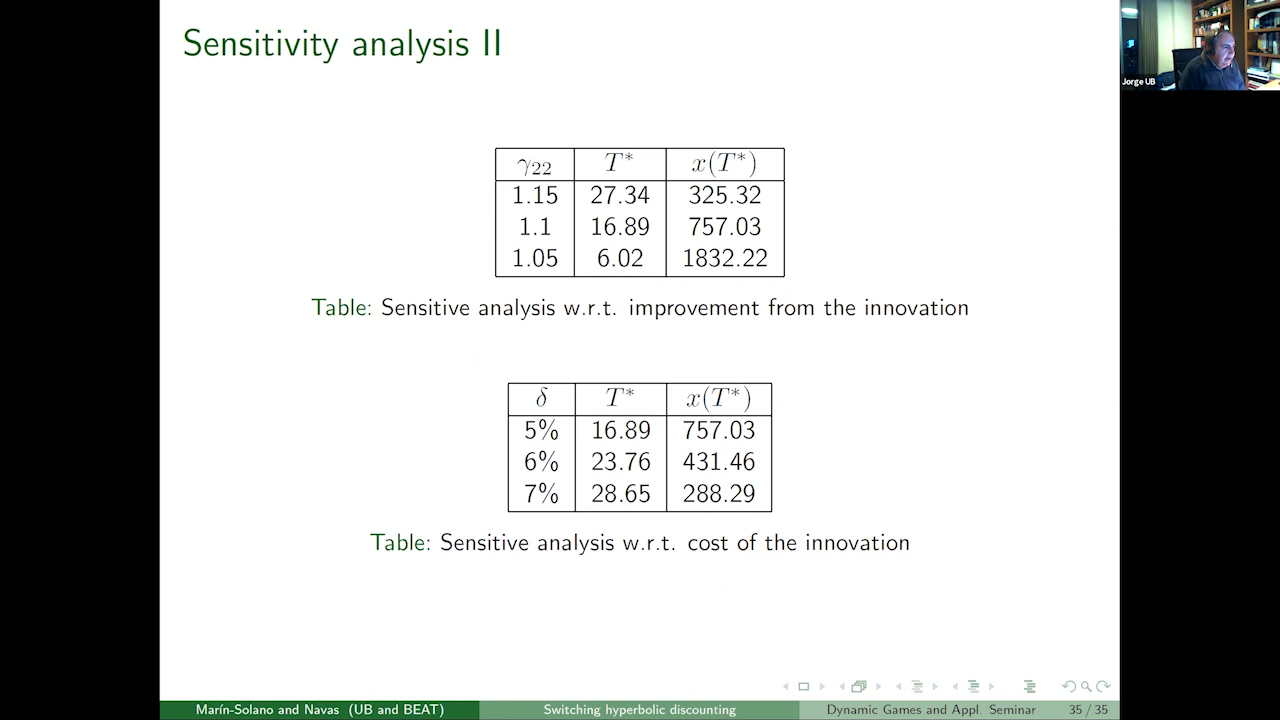 Sensitivity analysis II
Jorge UB
γ22 T* x(T*)
1.15 27.34 325.32
1.1 16.89 757.03
1.05 6.02 1832.22
Table: Sensitive analysis w.r.t. improvement from the innovation
δ T* x(T*)
5% 16.89 757.03
6% 23.76 431.46
7% 28.65 288.29
Table: Sensitive analysis w.r.t. cost of the innovation
Marín-Solano and Navas (UB and BEAT) Switching hyperbolic discounting Dynamic Games and Appl. Seminar 35 / 35